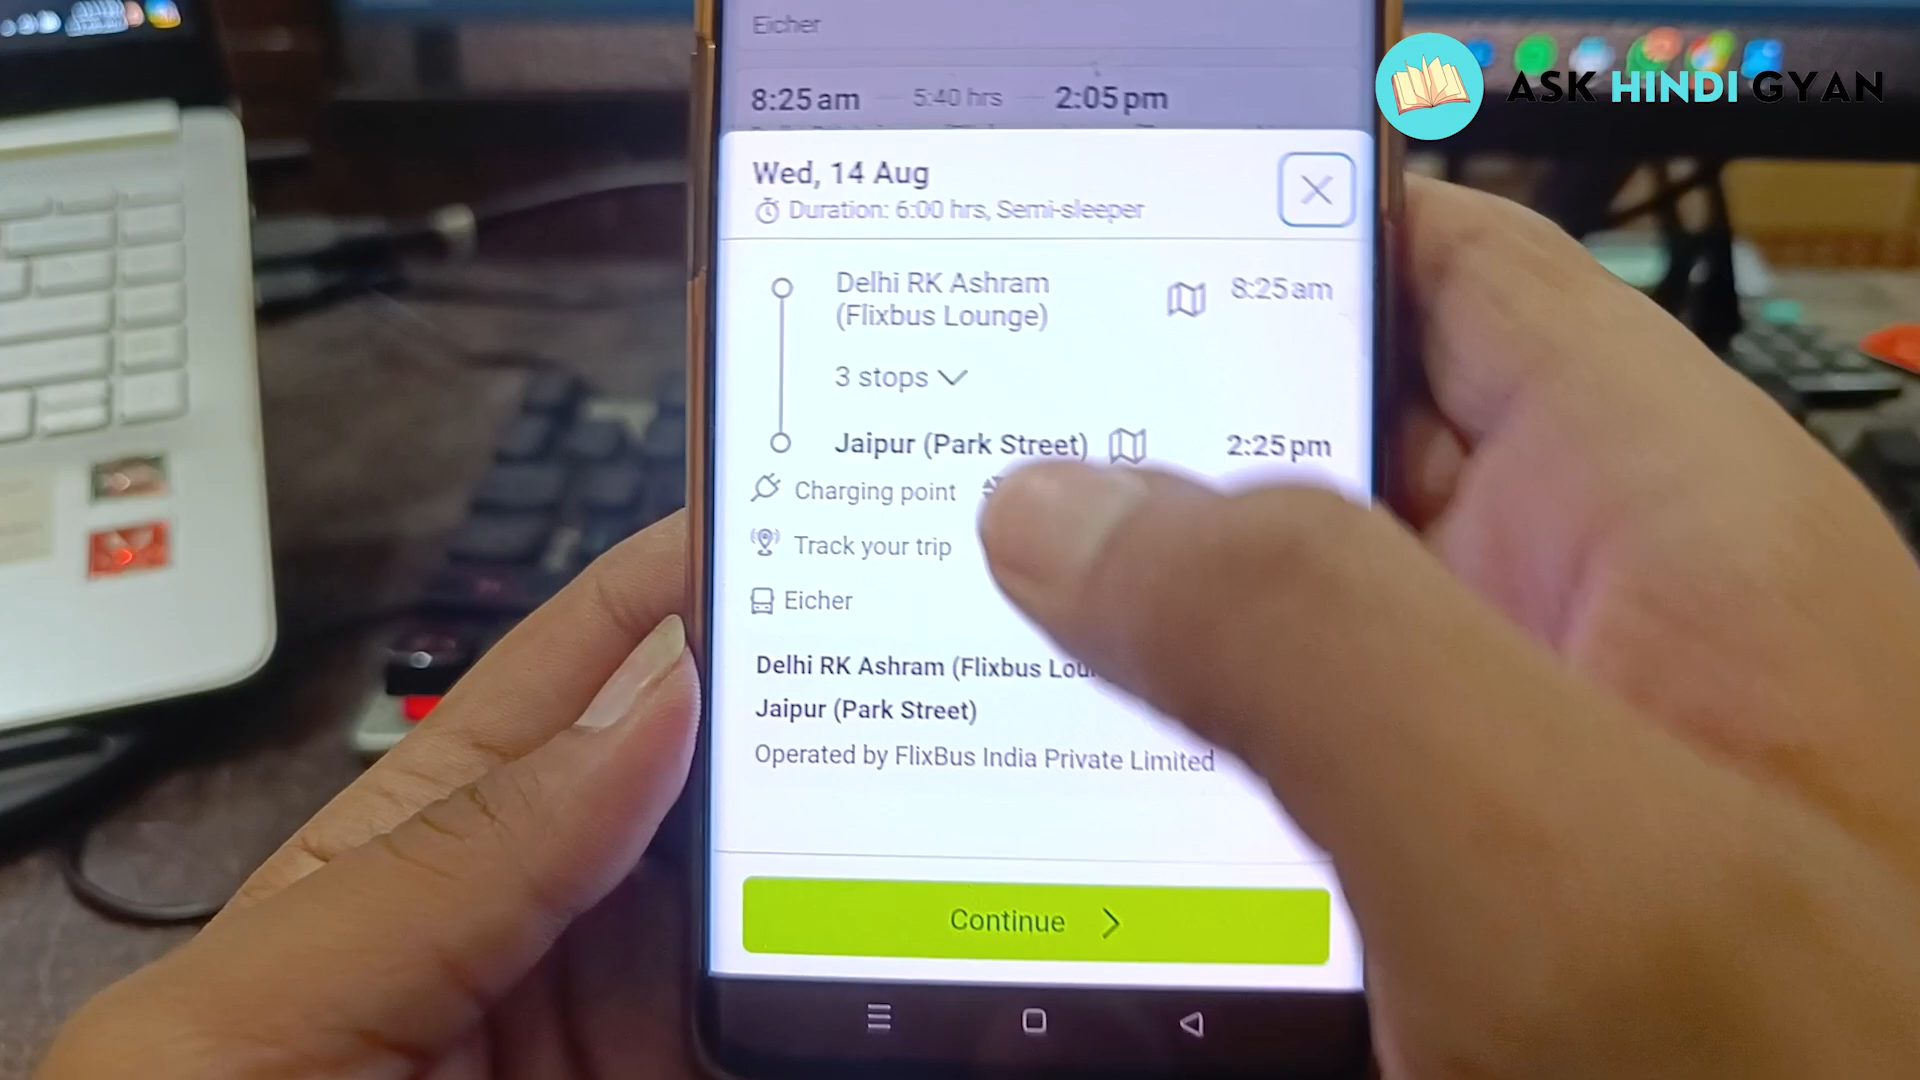 Eicher
8:25 am 5:40 hrs 2:05 pm
Wed, 14 Aug
Duration: 6:00 hrs, Semi-sleeper
Delhi RK Ashram
(Flixbus Lounge)
8:25 am
3 stops
Jaipur (Park Street)
2:25 pm
Charging point
Track your trip
Eicher
Delhi RK Ashram (Flixbus
Jaipur (Park Street)
Operated by FlixBus India Private Limited
Continue
ASK HINDI GYAN